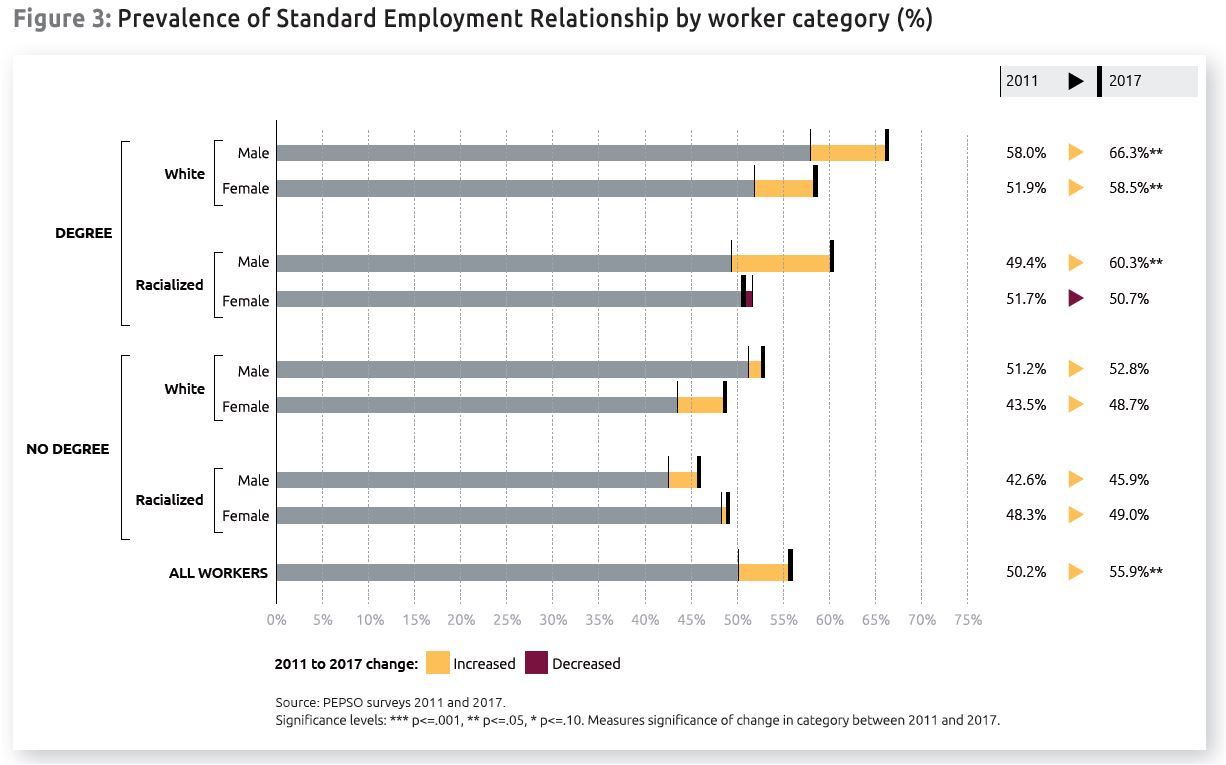 Figure 3: Prevalence of Standard Employment Relationship by worker category (%)
2011 2017
DEGREE
White
Male 58.0% 66.3%**
Female 51.9% 58.5%**
Racialized
Male 49.4% 60.3%**
Female 51.7% 50.7%
NO DEGREE
White
Male 51.2% 52.8%
Female 43.5% 48.7%
Racialized
Male 42.6% 45.9%
Female 48.3% 49.0%
ALL WORKERS 50.2% 55.9%**
0% 5% 10% 15% 20% 25% 30% 35% 40% 45% 50% 55% 60% 65% 70% 75%
2011 to 2017 change: Increased Decreased
Source: PEPSO surveys 2011 and 2017.
Significance levels: *** p<=.001, ** p<=.05, * p<=.10. Measures significance of change in category between 2011 and 2017.